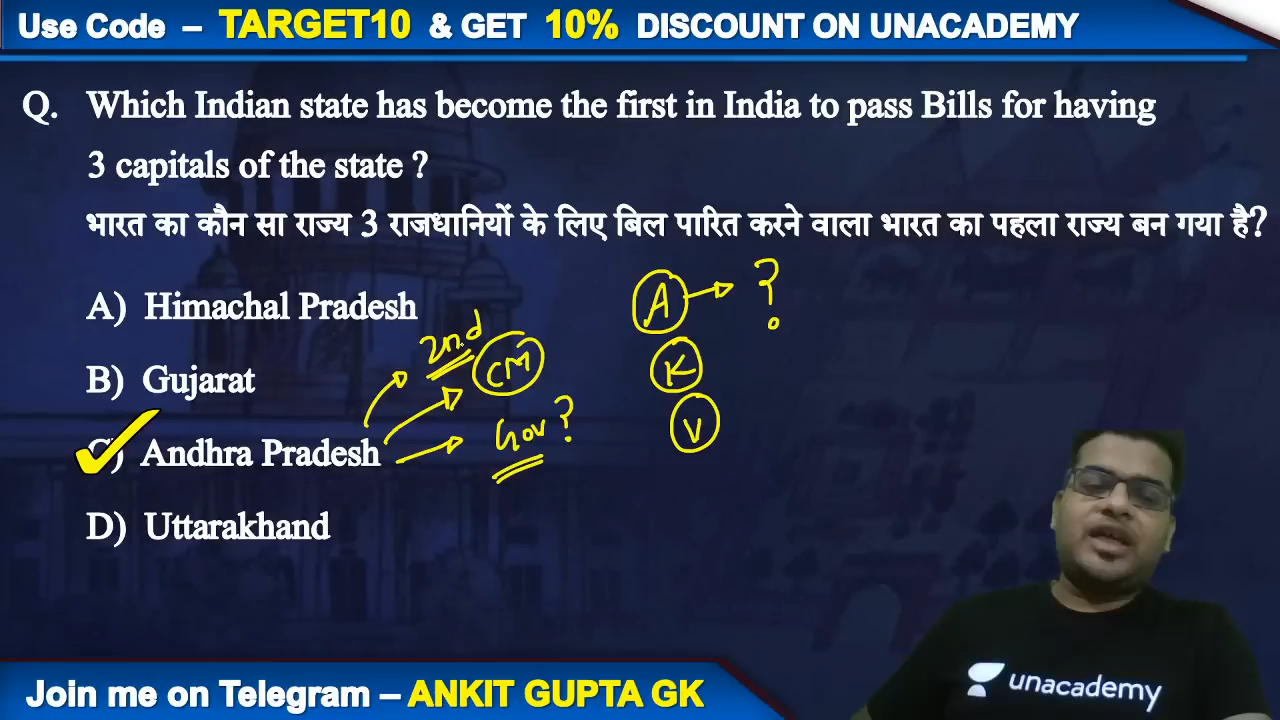 Use Code – TARGET10 & GET 10% DISCOUNT ON UNACADEMY
Q. Which Indian state has become the first in India to pass Bills for having
3 capitals of the state ?
भारत का कौन सा राज्य 3 राजधानियों के लिए बिल पारित करने वाला भारत का पहला राज्य बन गया है?
A) Himachal Pradesh
B) Gujarat
C) Andhra Pradesh
D) Uttarakhand
2nd
CM
Gov ?
A ?
K
V
unacademy
Join me on Telegram – ANKIT GUPTA GK